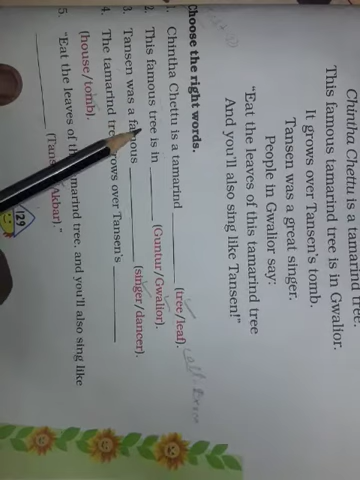 Chintha Chettu is a tamarind tree.
This famous tamarind tree is in Gwalior.
It grows over Tansen's tomb.
Tansen was a great singer.
People in Gwalior say:
"Eat the leaves of this tamarind tree
And you'll also sing like Tansen!"
Choose the right words.
1. Chintha Chettu is a tamarind ________ (tree/leaf).
2. This famous tree is in ________ (Guntur/Gwalior).
3. Tansen was a famous ________ (singer/dancer).
4. The tamarind tree grows over Tansen's ________
(house/tomb).
5. "Eat the leaves of the tamarind tree, and you'll also sing like
________ (Tansen/Akbar)."
129